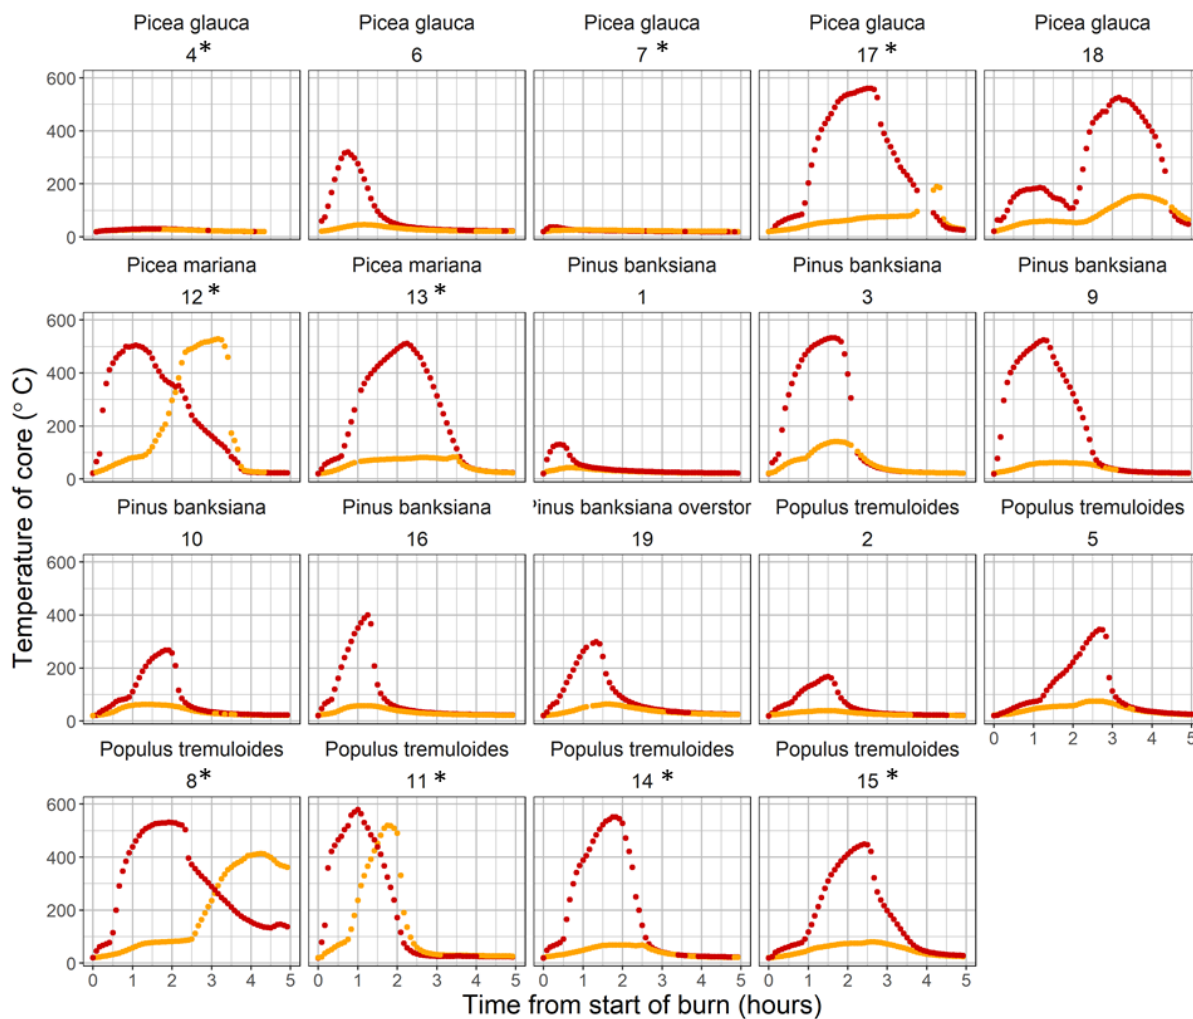 Picea glauca Picea glauca Picea glauca Picea glauca Picea glauca
4* 6 7 * 17 * 18
600
400
200
0
Picea mariana Picea mariana Pinus banksiana Pinus banksiana Pinus banksiana
12 * 13 * 1 3 9
600
400
200
0
Pinus banksiana Pinus banksiana Pinus banksiana overstor Populus tremuloides Populus tremuloides
10 16 19 2 5
600
400
200
0
0 1 2 3 4 5
Populus tremuloides Populus tremuloides Populus tremuloides Populus tremuloides
8* 11 * 14 * 15 *
600
400
200
0
0 1 2 3 4 5 0 1 2 3 4 5 0 1 2 3 4 5 0 1 2 3 4 5
Time from start of burn (hours)
Temperature of core (° C)